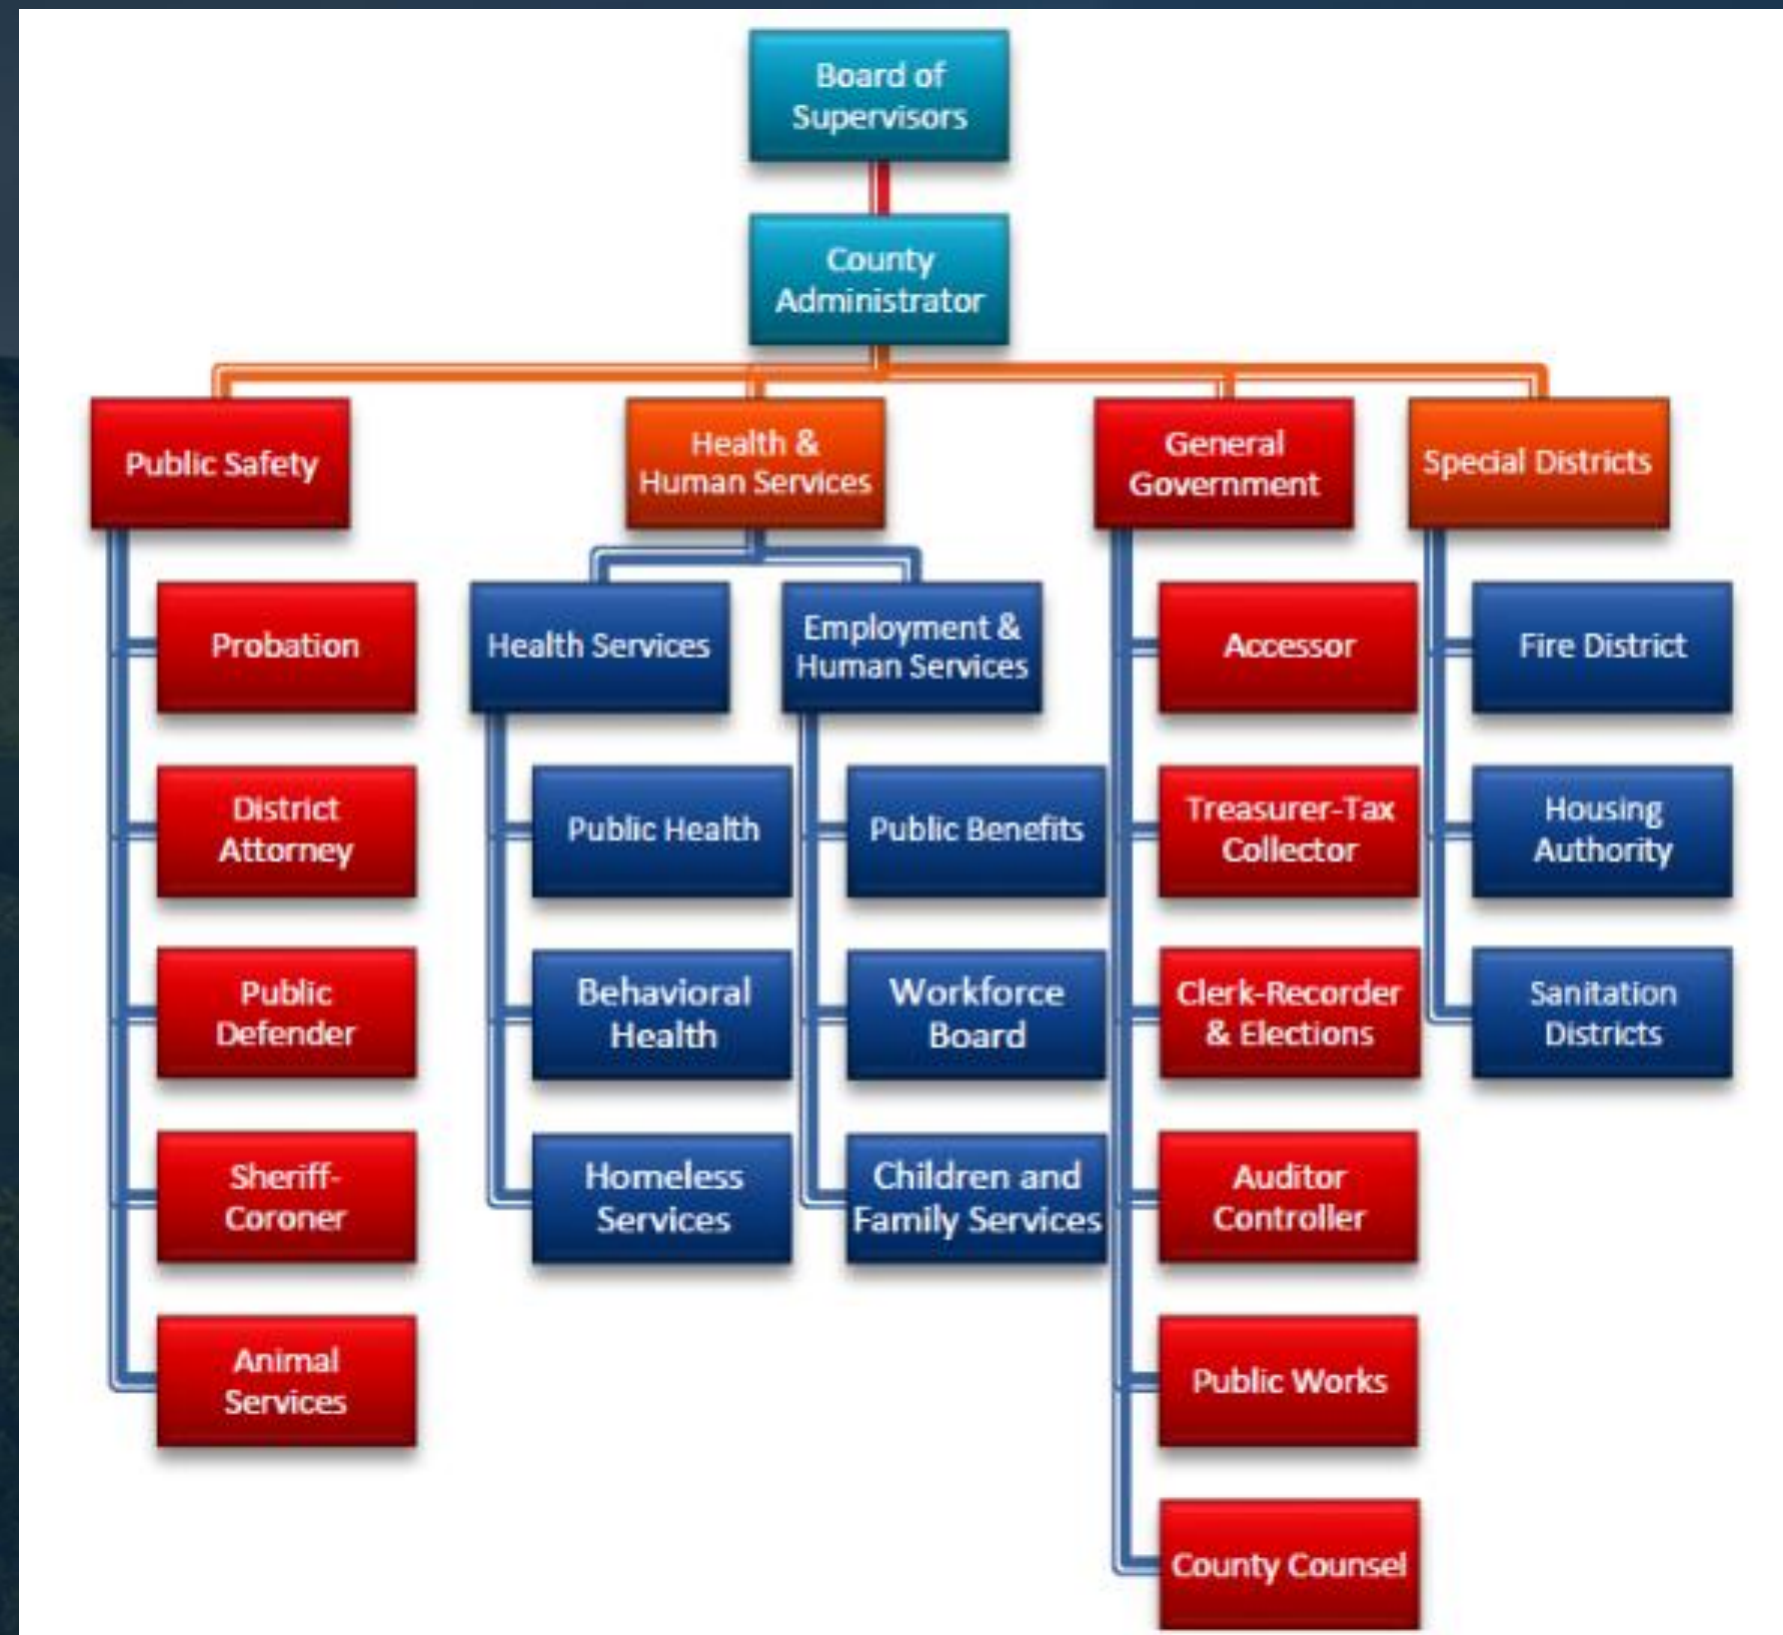 Board of
Supervisors
County
Administrator
Public Safety
Health &
Human Services
General
Government
Special Districts
Probation
District
Attorney
Public
Defender
Sheriff-
Coroner
Animal
Services
Health Services
Public Health
Behavioral
Health
Homeless
Services
Employment &
Human Services
Public Benefits
Workforce
Board
Children and
Family Services
Accessor
Treasurer-Tax
Collector
Clerk-Recorder
& Elections
Auditor
Controller
Public Works
County Counsel
Fire District
Housing
Authority
Sanitation
Districts